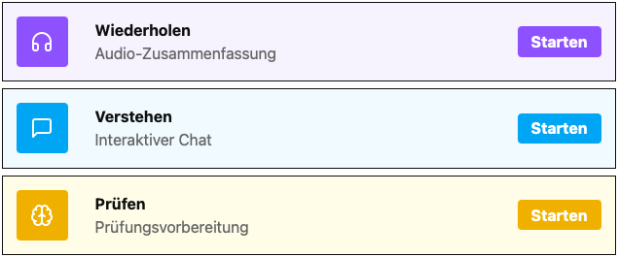 Wiederholen
Audio-Zusammenfassung
Starten
Verstehen
Interaktiver Chat
Starten
Prüfen
Prüfungsvorbereitung
Starten